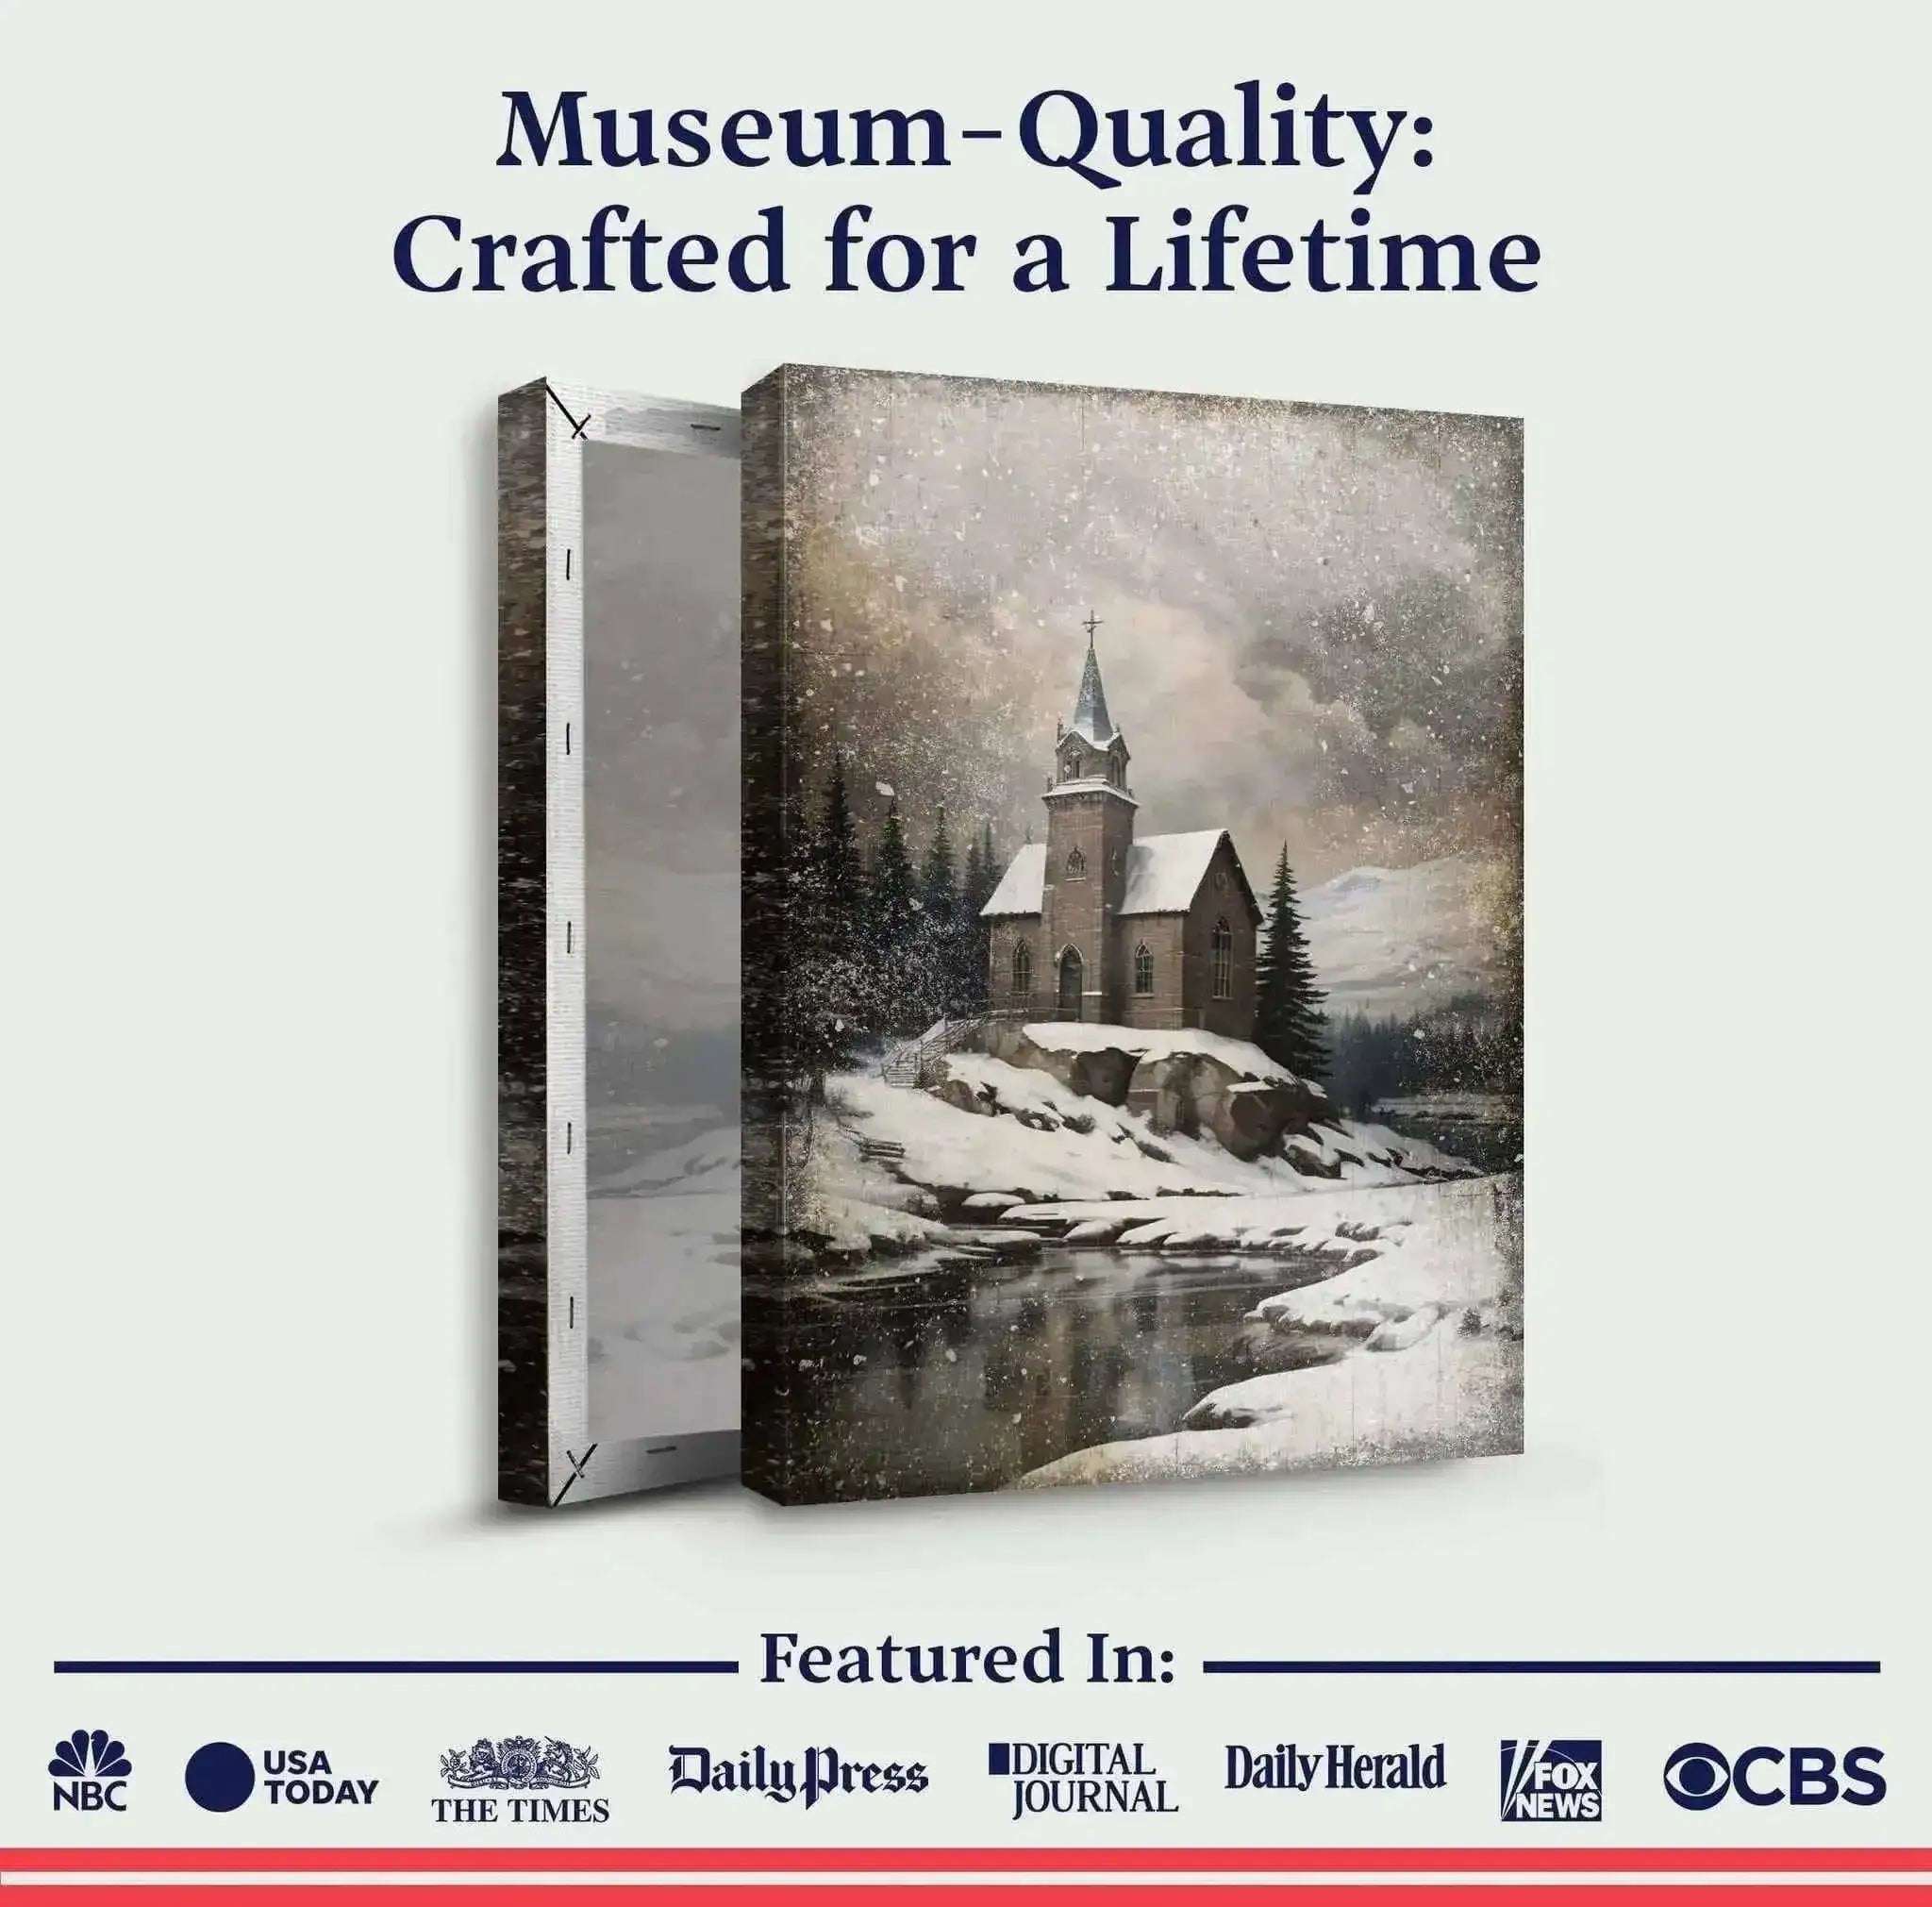 Museum-Quality:
Crafted for a Lifetime
Featured In:
NBC
USA
TODAY
THE TIMES
Daily Press
DIGITAL
JOURNAL
Daily Herald
FOX
NEWS
CBS